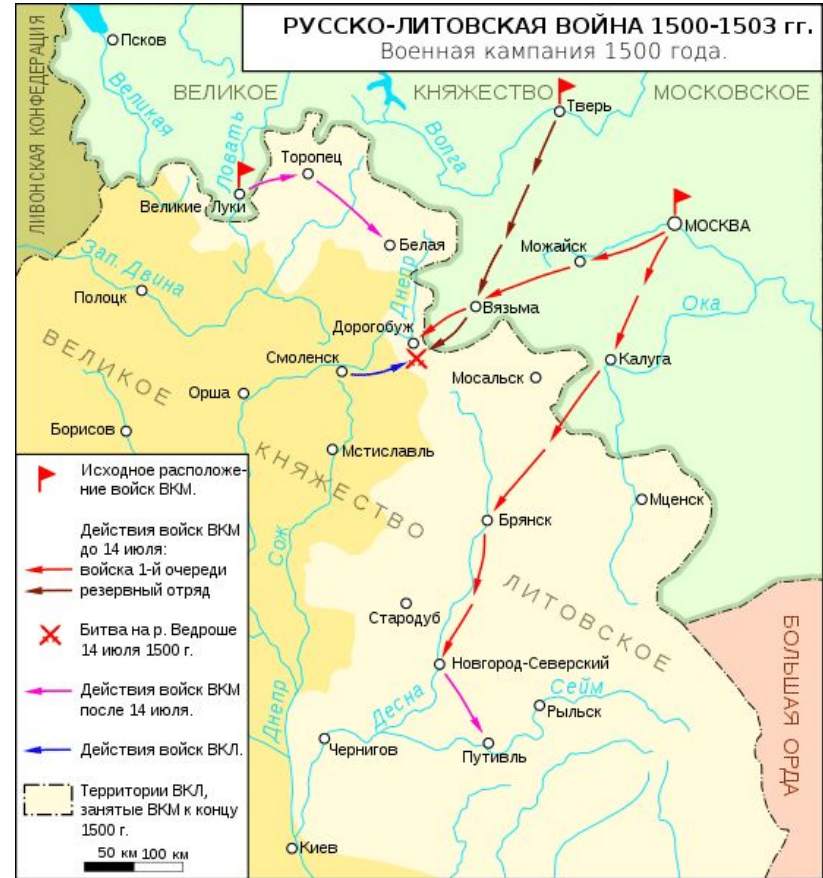 РУССКО-ЛИТОВСКАЯ ВОЙНА 1500-1503 гг.
Военная кампания 1500 года.
ЛИВОНСКАЯ КОНФЕДЕРАЦИЯ
Псков
Великая
ВЕЛИКОЕ КНЯЖЕСТВО МОСКОВСКОЕ
Тверь
Волга
Ловать
Торопец
Великие Луки
Белая
МОСКВА
Можайск
Зап. Двина
Полоцк
Днепр
Вязьма
Ока
Дорогобуж
Смоленск
Калуга
Мосальск
Орша
ВЕЛИКОЕ КНЯЖЕСТВО ЛИТОВСКОЕ
Борисов
Мстиславль
Мценск
Брянск
Сож
Стародуб
БОЛЬШАЯ ОРДА
Новгород-Северский
Сейм
Десна
Рыльск
Днепр
Чернигов
Путивль
Киев
Исходное расположе-
ние войск ВКМ.
Действия войск ВКМ
до 14 июля:
войска 1-й очереди
резервный отряд
Битва на р. Ведроше
14 июля 1500 г.
Действия войск ВКМ
после 14 июля.
Действия войск ВКЛ.
Территории ВКЛ,
занятые ВКМ к концу
1500 г.
50 км 100 км